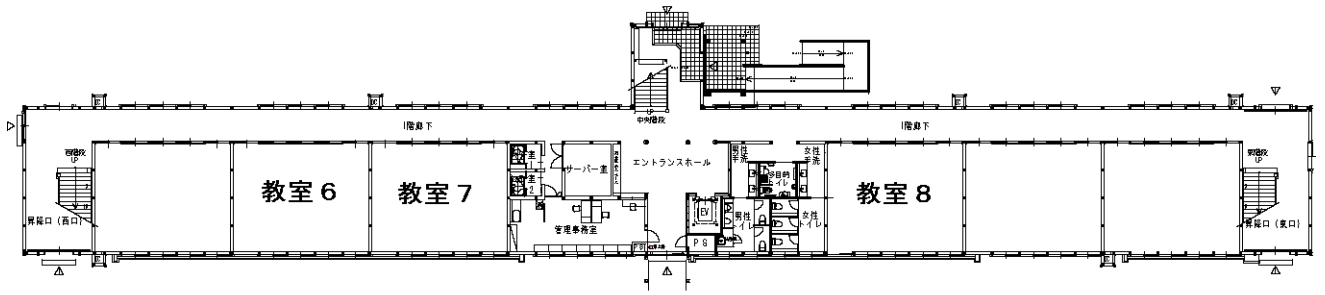 UP
中央階段
1階廊下
1階廊下
西階段
UP
東階段
UP
男性
手洗
女性
手洗
サーバー室
エントランスホール
多目的
トイレ
教室6
教室7
教室8
EV
男性
トイレ
女性
トイレ
昇降口（西口）
管理事務室
昇降口（東口）
PS
PS